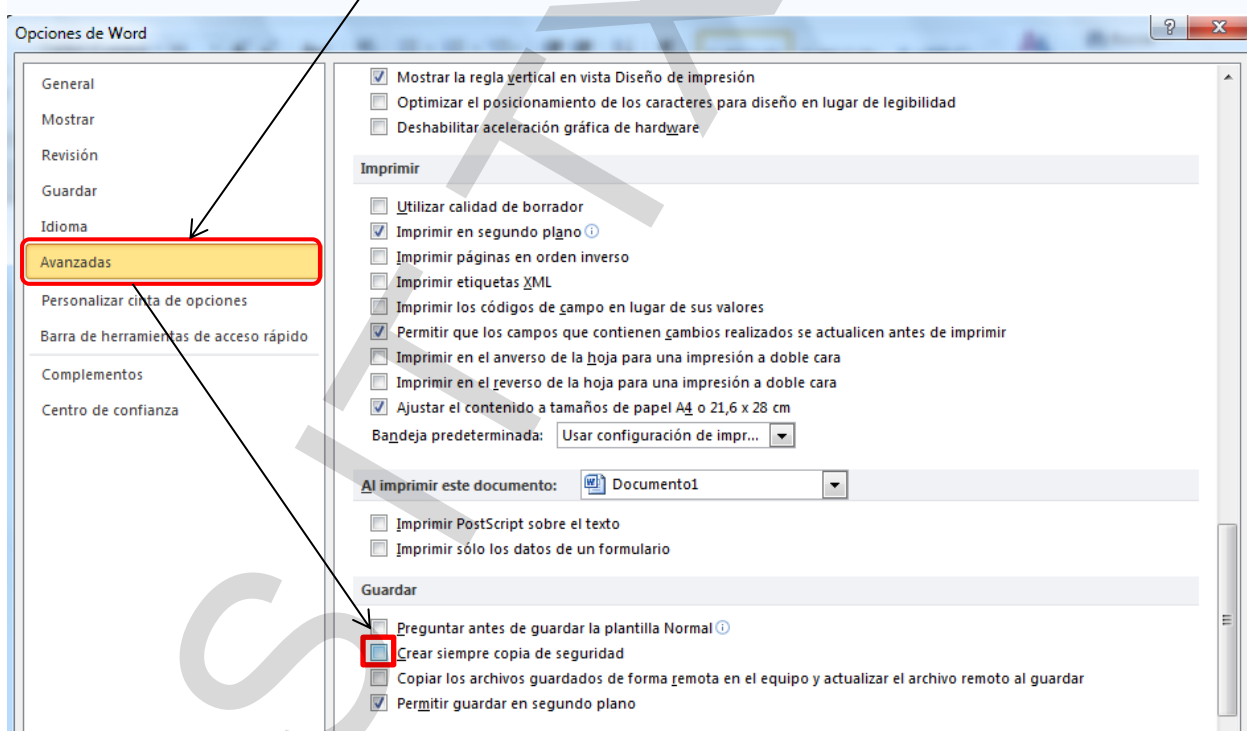 Opciones de Word
General
Mostrar
Revisión
Guardar
Idioma
Avanzadas
Personalizar cinta de opciones
Barra de herramientas de acceso rápido
Complementos
Centro de confianza
Mostrar la regla vertical en vista Diseño de impresión
Optimizar el posicionamiento de los caracteres para diseño en lugar de legibilidad
Deshabilitar aceleración gráfica de hardware
Imprimir
Utilizar calidad de borrador
Imprimir en segundo plano
Imprimir páginas en orden inverso
Imprimir etiquetas XML
Imprimir los códigos de campo en lugar de sus valores
Permitir que los campos que contienen cambios realizados se actualicen antes de imprimir
Imprimir en el anverso de la hoja para una impresión a doble cara
Imprimir en el reverso de la hoja para una impresión a doble cara
Ajustar el contenido a tamaños de papel A4 o 21,6 x 28 cm
Bandeja predeterminada: Usar configuración de impr...
Al imprimir este documento: Documento1
Imprimir PostScript sobre el texto
Imprimir sólo los datos de un formulario
Guardar
Preguntar antes de guardar la plantilla Normal
Crear siempre copia de seguridad
Copiar los archivos guardados de forma remota en el equipo y actualizar el archivo remoto al guardar
Permitir guardar en segundo plano